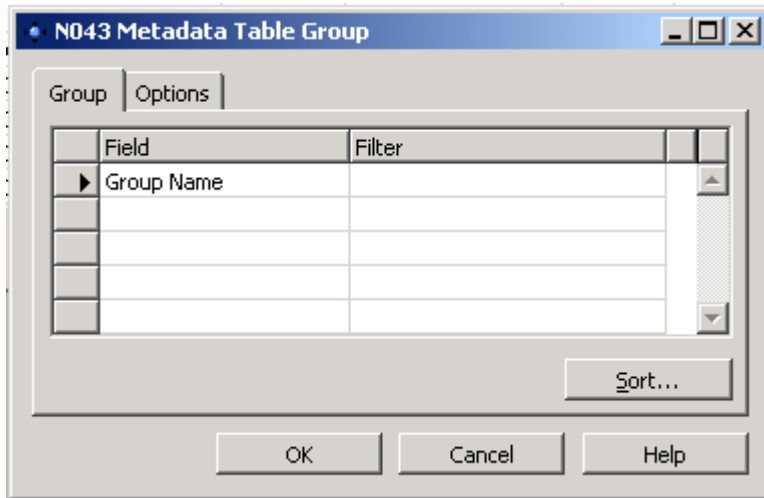 N043 Metadata Table Group
Group Options
Field Filter
Group Name
Sort...
OK Cancel Help